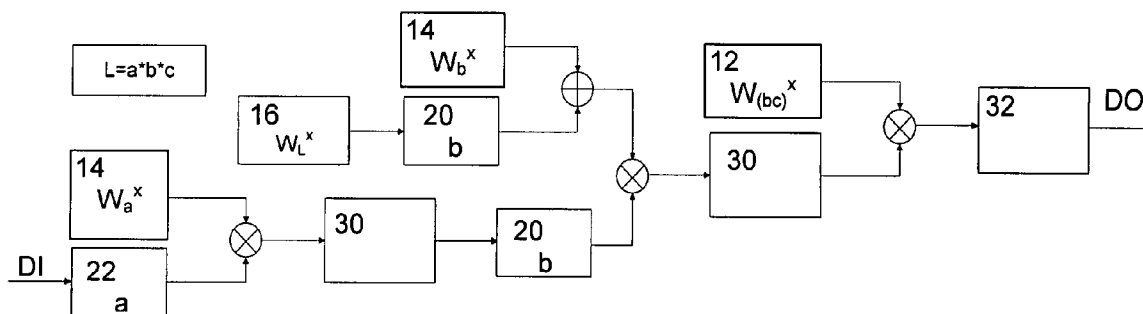 L=a*b*c
14
W_b^x
16
W_L^x
20
b
12
W_(bc)^x
30
32
DO
14
W_a^x
DI
22
a
30
20
b